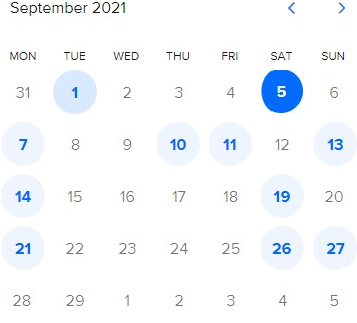 September 2021
MON TUE WED THU FRI SAT SUN
31 1 2 3 4 5 6
7 8 9 10 11 12 13
14 15 16 17 18 19 20
21 22 23 24 25 26 27
28 29 1 2 3 4 5